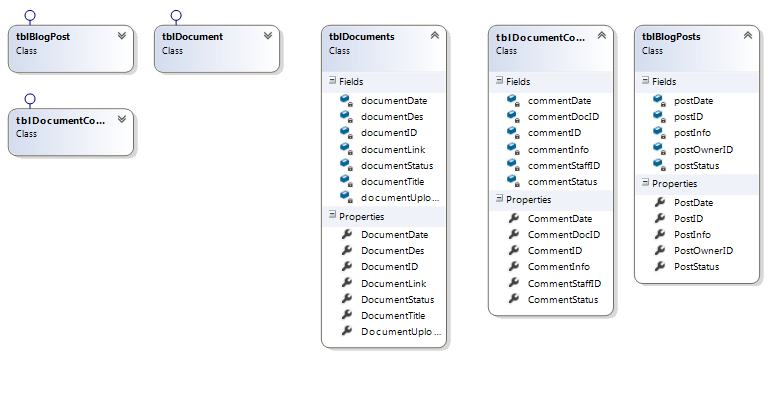 tblBlogPost
Class
tblDocument
Class
tblDocumentCo...
Class
tblDocuments
Class
Fields
documentDate
documentDes
documentID
documentLink
documentStatus
documentTitle
documentUplo...
Properties
DocumentDate
DocumentDes
DocumentID
DocumentLink
DocumentStatus
DocumentTitle
DocumentUplo...
tblDocumentCo...
Class
Fields
commentDate
commentDocID
commentID
commentInfo
commentStaffID
commentStatus
Properties
CommentDate
CommentDocID
CommentID
CommentInfo
CommentStaffID
CommentStatus
tblBlogPosts
Class
Fields
postDate
postID
postInfo
postOwnerID
postStatus
Properties
PostDate
PostID
PostInfo
PostOwnerID
PostStatus